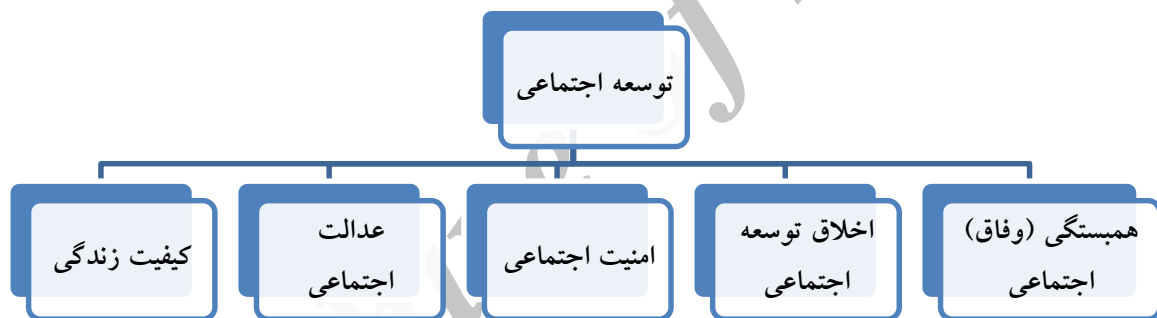 توسعه اجتماعی
همبستگی (وفاق)
اجتماعی
اخلاق توسعه
اجتماعی
امنیت اجتماعی
عدالت
اجتماعی
کیفیت زندگی